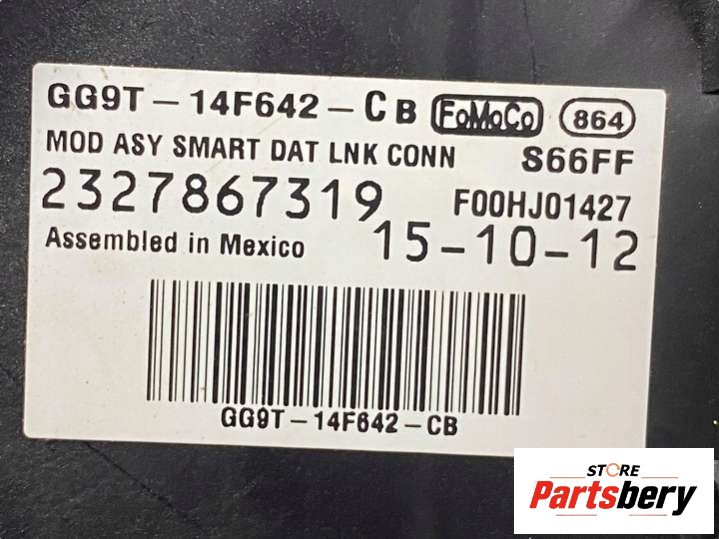 GG9T-14F642-CB FoMoCo 864
MOD ASY SMART DAT LNK CONN S66FF
2327867319 F00HJ01427
Assembled in Mexico 15-10-12
GG9T-14F642-CB
STORE
Partsbery